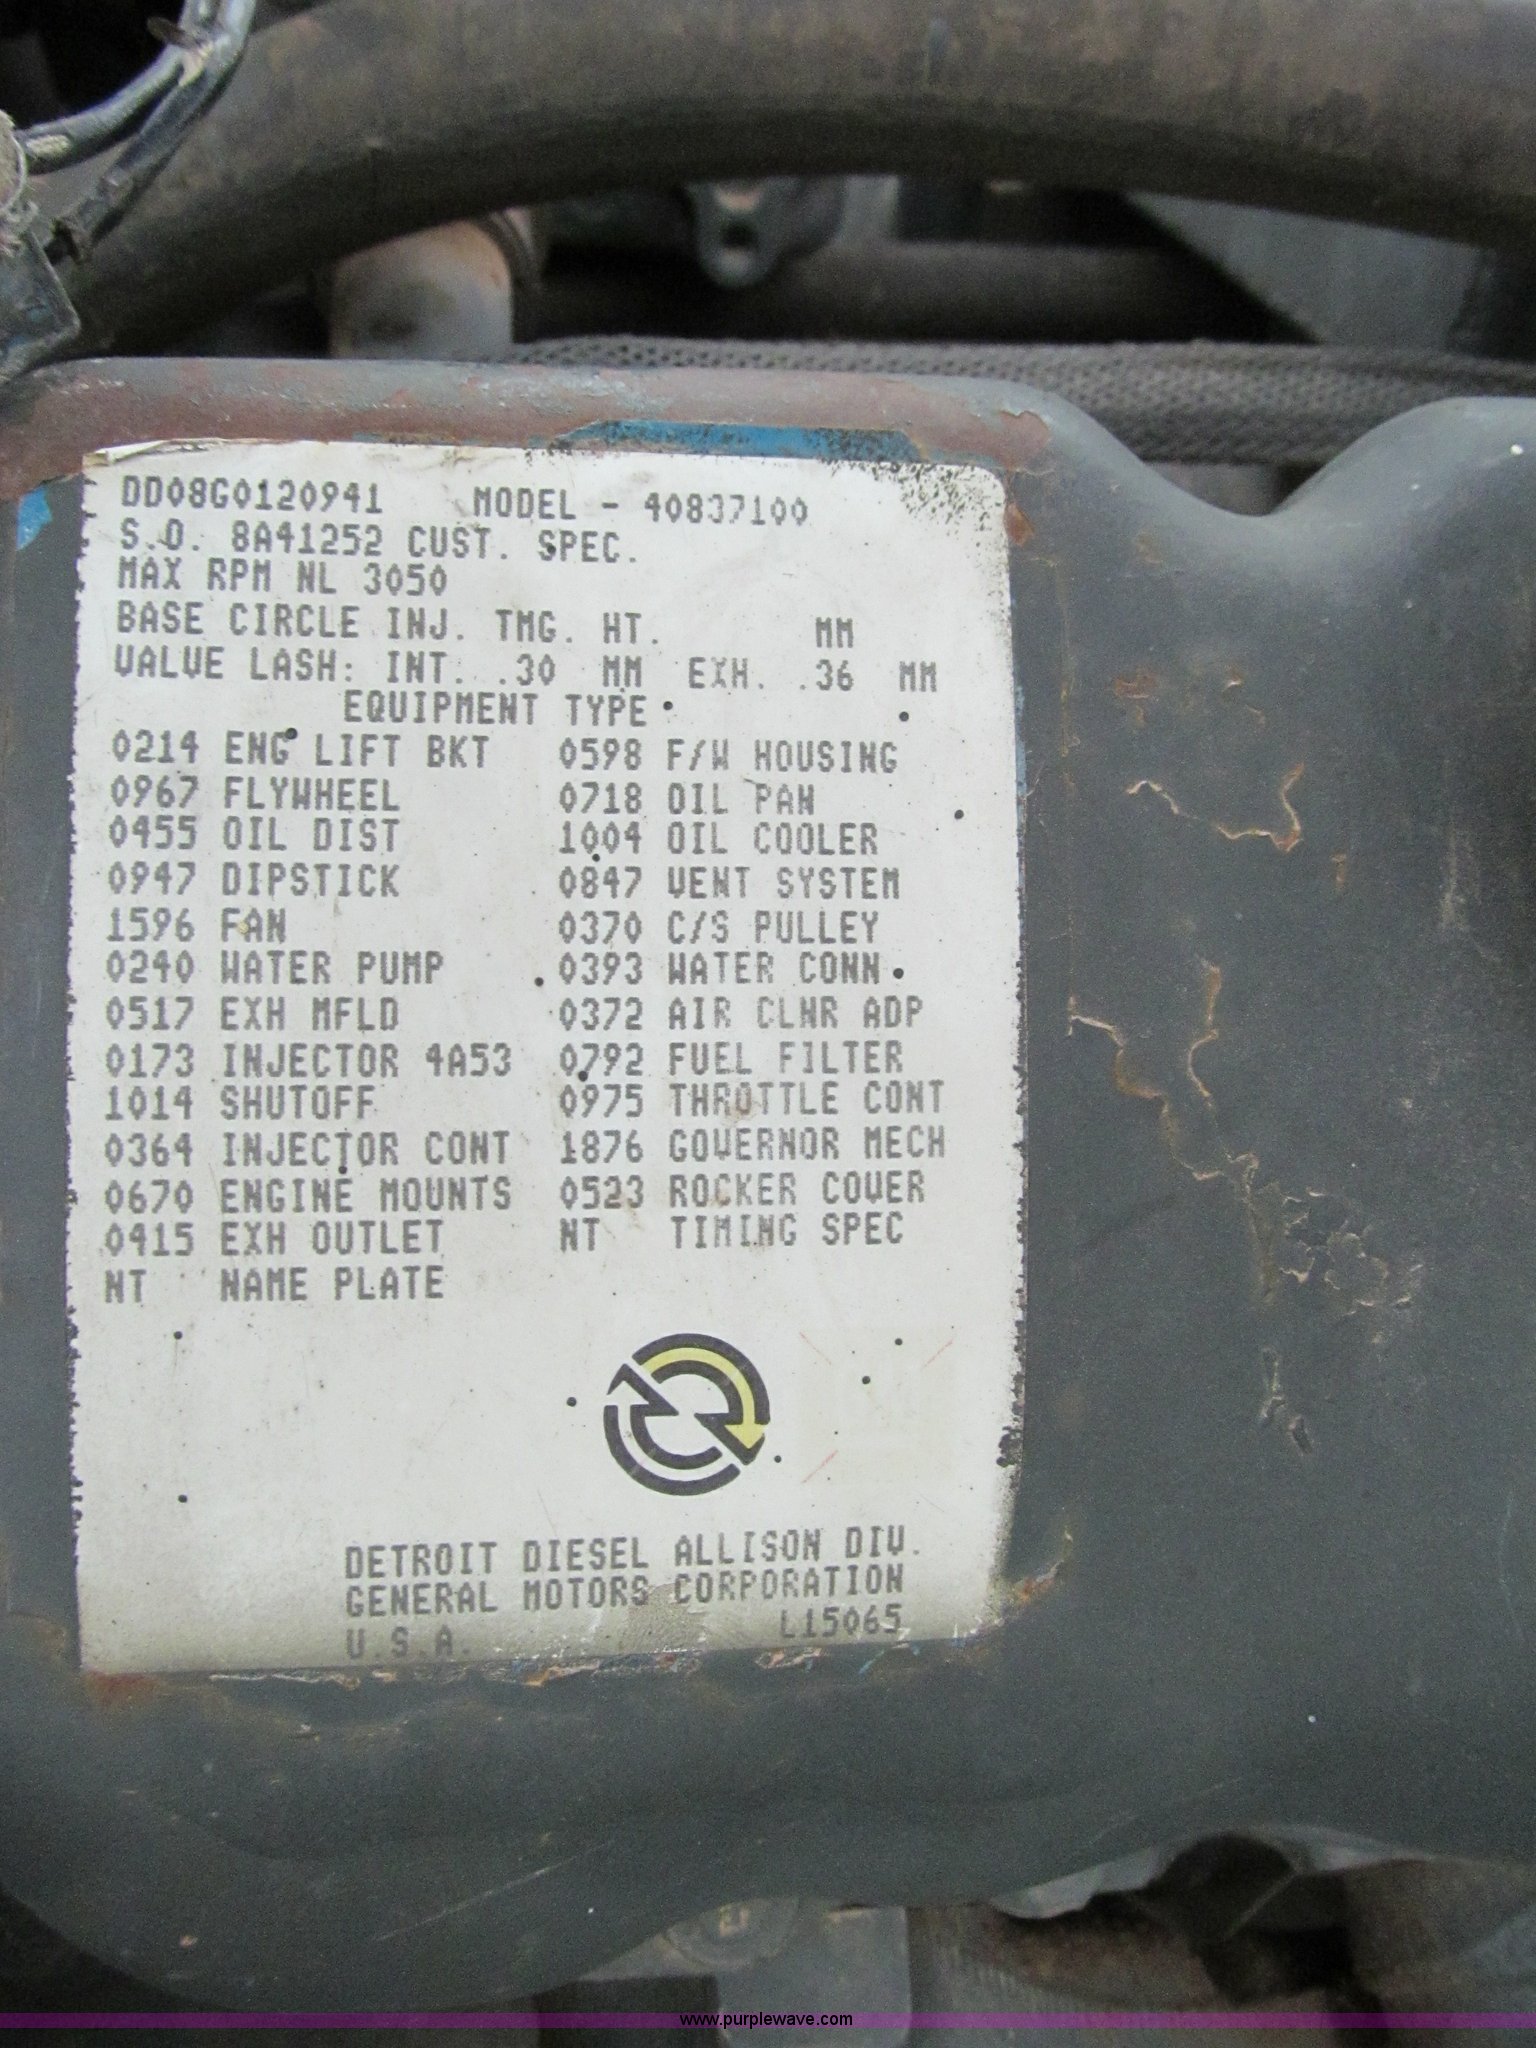 DD08G0120941 MODEL - 40837100
S.O. 8A41252 CUST. SPEC.
MAX RPM NL 3050
BASE CIRCLE INJ. TMG. HT. MM
VALVE LASH: INT. .30 MM EXH. .36 MM
EQUIPMENT TYPE
0214 ENG LIFT BKT 0598 F/W HOUSING
0967 FLYWHEEL 0718 OIL PAN
0455 OIL DIST 1004 OIL COOLER
0947 DIPSTICK 0847 VENT SYSTEM
1596 FAN 0370 C/S PULLEY
0240 WATER PUMP 0393 WATER CONN
0517 EXH MFLD 0372 AIR CLNR ADP
0173 INJECTOR 4A53 0792 FUEL FILTER
1014 SHUTOFF 0975 THROTTLE CONT
0364 INJECTOR CONT 1876 GOVERNOR MECH
0670 ENGINE MOUNTS 0523 ROCKER COVER
0415 EXH OUTLET NT TIMING SPEC
NT NAME PLATE
DETROIT DIESEL ALLISON DIV.
GENERAL MOTORS CORPORATION
U.S.A. L15065
www.purplewave.com